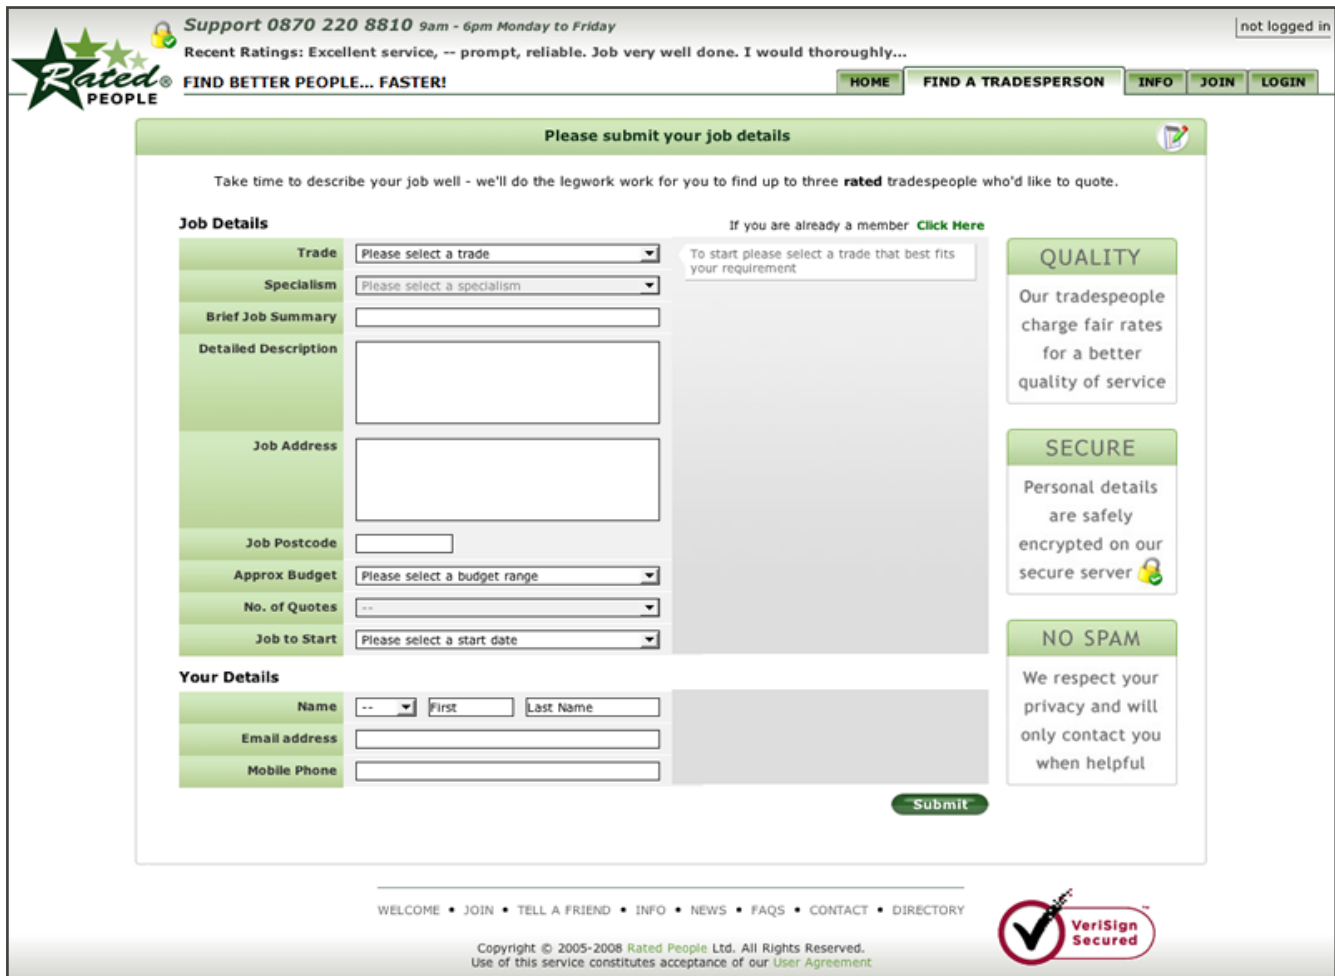 Support 0870 220 8810 9am - 6pm Monday to Friday
not logged in
Recent Ratings: Excellent service, -- prompt, reliable. Job very well done. I would thoroughly...
Rated®
PEOPLE
FIND BETTER PEOPLE... FASTER!
HOME
FIND A TRADESPERSON
INFO
JOIN
LOGIN
Please submit your job details
Take time to describe your job well - we'll do the legwork work for you to find up to three rated tradespeople who'd like to quote.
Job Details
If you are already a member Click Here
Trade
Please select a trade
To start please select a trade that best fits
your requirement
Specialism
Please select a specialism
Brief Job Summary
Detailed Description
Job Address
Job Postcode
Approx Budget
Please select a budget range
No. of Quotes
--
Job to Start
Please select a start date
Your Details
Name
--
First
Last Name
Email address
Mobile Phone
Submit
QUALITY
Our tradespeople
charge fair rates
for a better
quality of service
SECURE
Personal details
are safely
encrypted on our
secure server
NO SPAM
We respect your
privacy and will
only contact you
when helpful
WELCOME • JOIN • TELL A FRIEND • INFO • NEWS • FAQS • CONTACT • DIRECTORY
Copyright © 2005-2008 Rated People Ltd. All Rights Reserved.
Use of this service constitutes acceptance of our User Agreement
VeriSign™
Secured